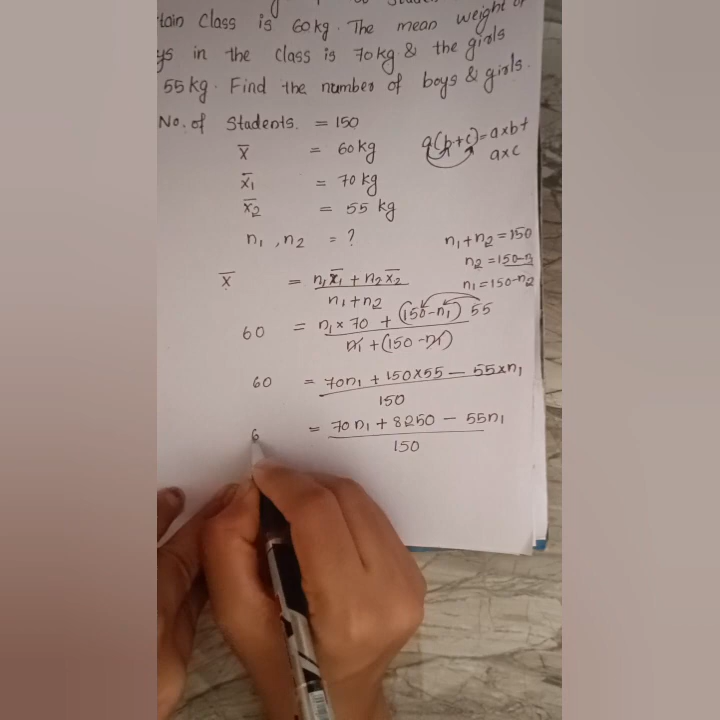 tain Class is 60kg. The mean weight of
ys in the class is 70kg & the girls
55kg. Find the number of boys & girls.
No. of Students. = 150
x̅ = 60kg
a(b+c)=axb+
axc
x̅₁ = 70 kg
x̅₂ = 55 kg
n₁, n₂ = ?
n₁+n₂=150
n₂=150-n
n₁=150-n₂
x̅ = n₁x̅₁ + n₂x̅₂
n₁+n₂
60 = n₁×70 + (150-n₁) 55
n₁+(150-n₁)
60 = 70n₁ + 150×55 – 55×n₁
150
6 = 70n₁ + 8250 – 55n₁
150